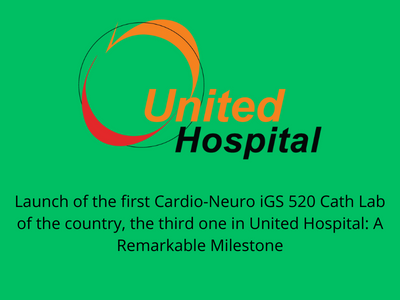 United
Hospital
Launch of the first Cardio-Neuro iGS 520 Cath Lab
of the country, the third one in United Hospital: A
Remarkable Milestone